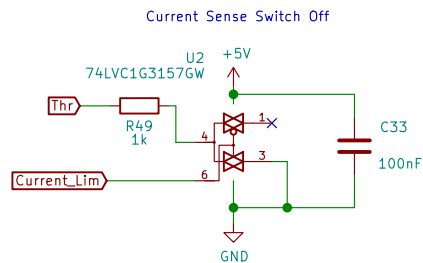 Current Sense Switch Off
U2
+5V
74LVC1G3157GW
Thr
1
R49
1k
4
C33
3
100nF
Current_Lim
6
GND